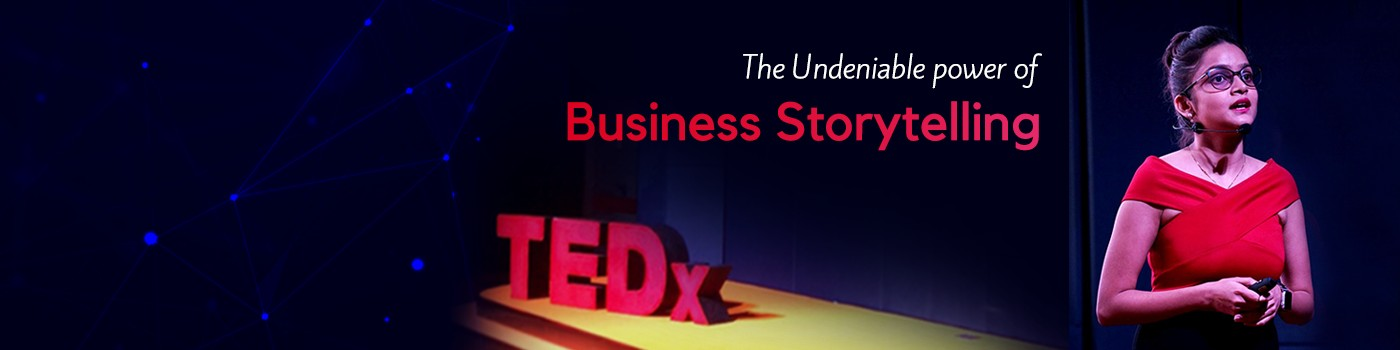 The Undeniable power of
Business Storytelling
TEDx